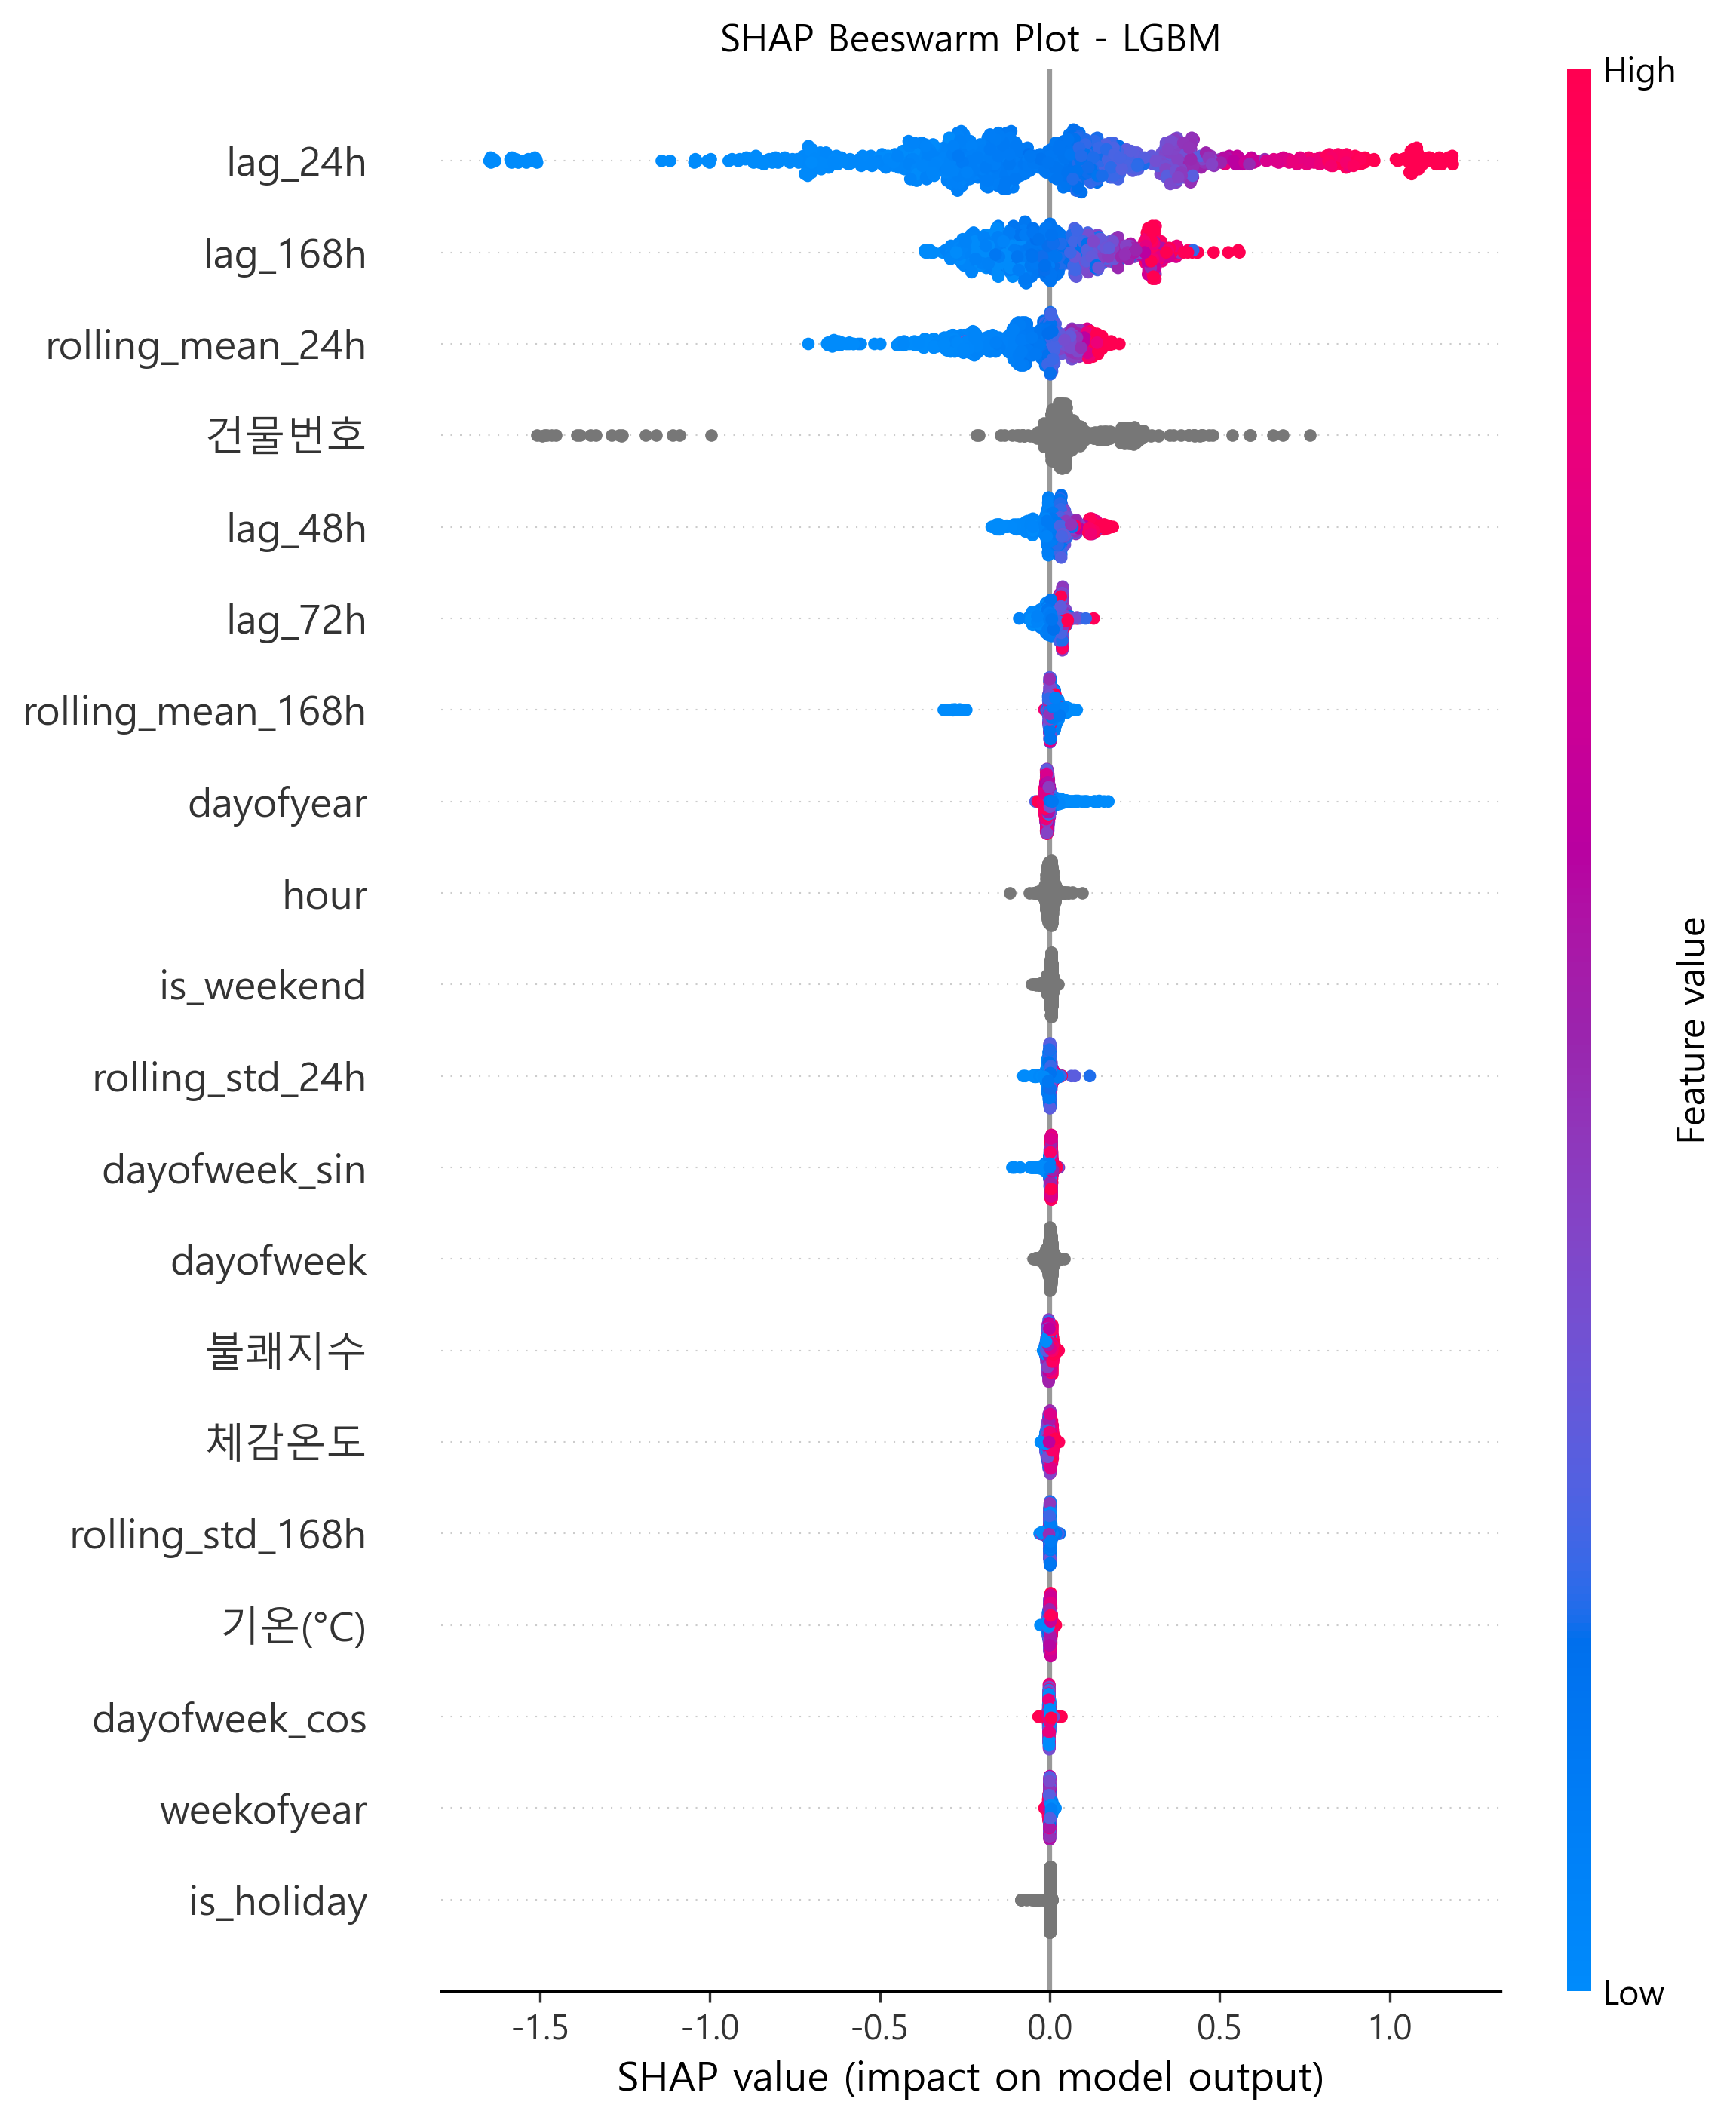 SHAP Beeswarm Plot - LGBM
High
lag_24h
lag_168h
rolling_mean_24h
건물번호
lag_48h
lag_72h
rolling_mean_168h
dayofyear
hour
is_weekend
rolling_std_24h
dayofweek_sin
dayofweek
불쾌지수
체감온도
rolling_std_168h
기온(°C)
dayofweek_cos
weekofyear
is_holiday
Feature value
Low
-1.5 -1.0 -0.5 0.0 0.5 1.0
SHAP value (impact on model output)